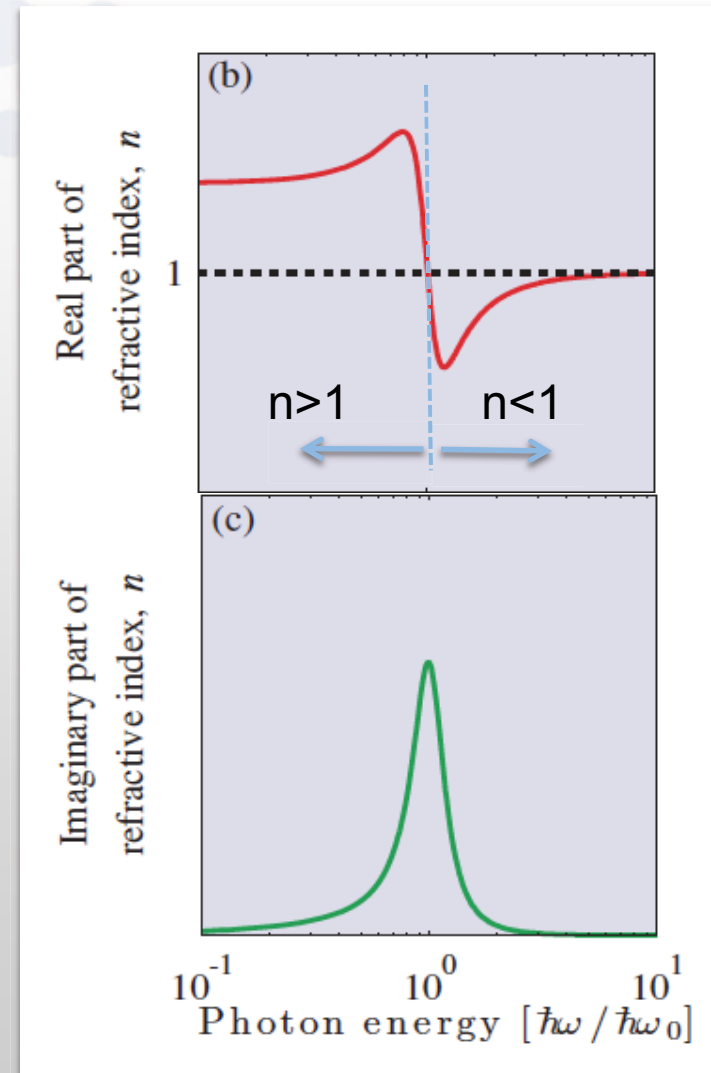 (b)
Real part of
refractive index, n
1
n>1 n<1
(c)
Imaginary part of
refractive index, n
10^-1 10^0 10^1
Photon energy [ħω/ħω₀]